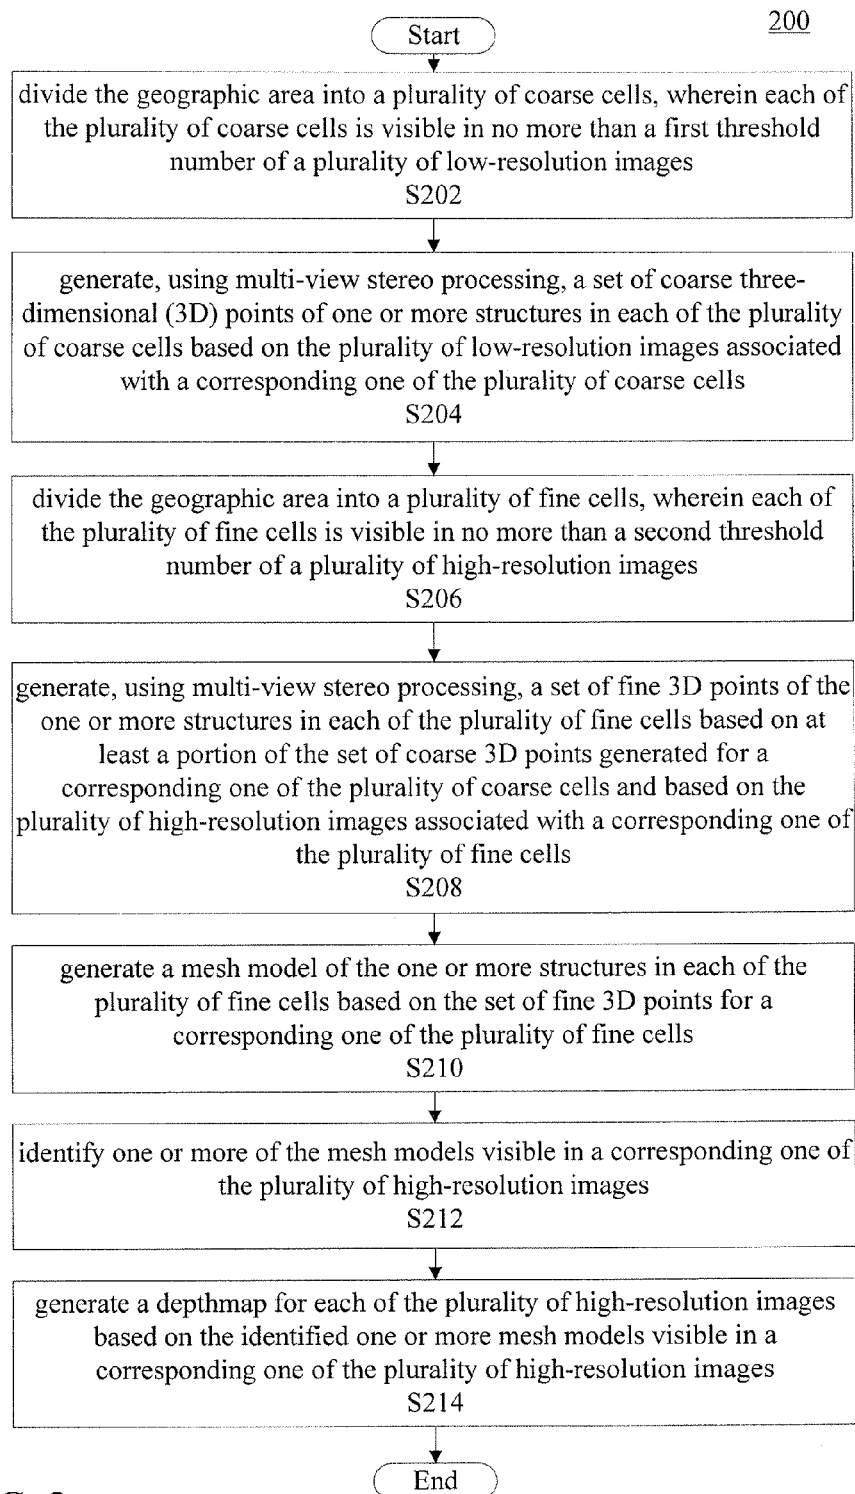 200
Start
divide the geographic area into a plurality of coarse cells, wherein each of
the plurality of coarse cells is visible in no more than a first threshold
number of a plurality of low-resolution images
S202
generate, using multi-view stereo processing, a set of coarse three-
dimensional (3D) points of one or more structures in each of the plurality
of coarse cells based on the plurality of low-resolution images associated
with a corresponding one of the plurality of coarse cells
S204
divide the geographic area into a plurality of fine cells, wherein each of
the plurality of fine cells is visible in no more than a second threshold
number of a plurality of high-resolution images
S206
generate, using multi-view stereo processing, a set of fine 3D points of the
one or more structures in each of the plurality of fine cells based on at
least a portion of the set of coarse 3D points generated for a
corresponding one of the plurality of coarse cells and based on the
plurality of high-resolution images associated with a corresponding one of
the plurality of fine cells
S208
generate a mesh model of the one or more structures in each of the
plurality of fine cells based on the set of fine 3D points for a
corresponding one of the plurality of fine cells
S210
identify one or more of the mesh models visible in a corresponding one of
the plurality of high-resolution images
S212
generate a depthmap for each of the plurality of high-resolution images
based on the identified one or more mesh models visible in a
corresponding one of the plurality of high-resolution images
S214
End